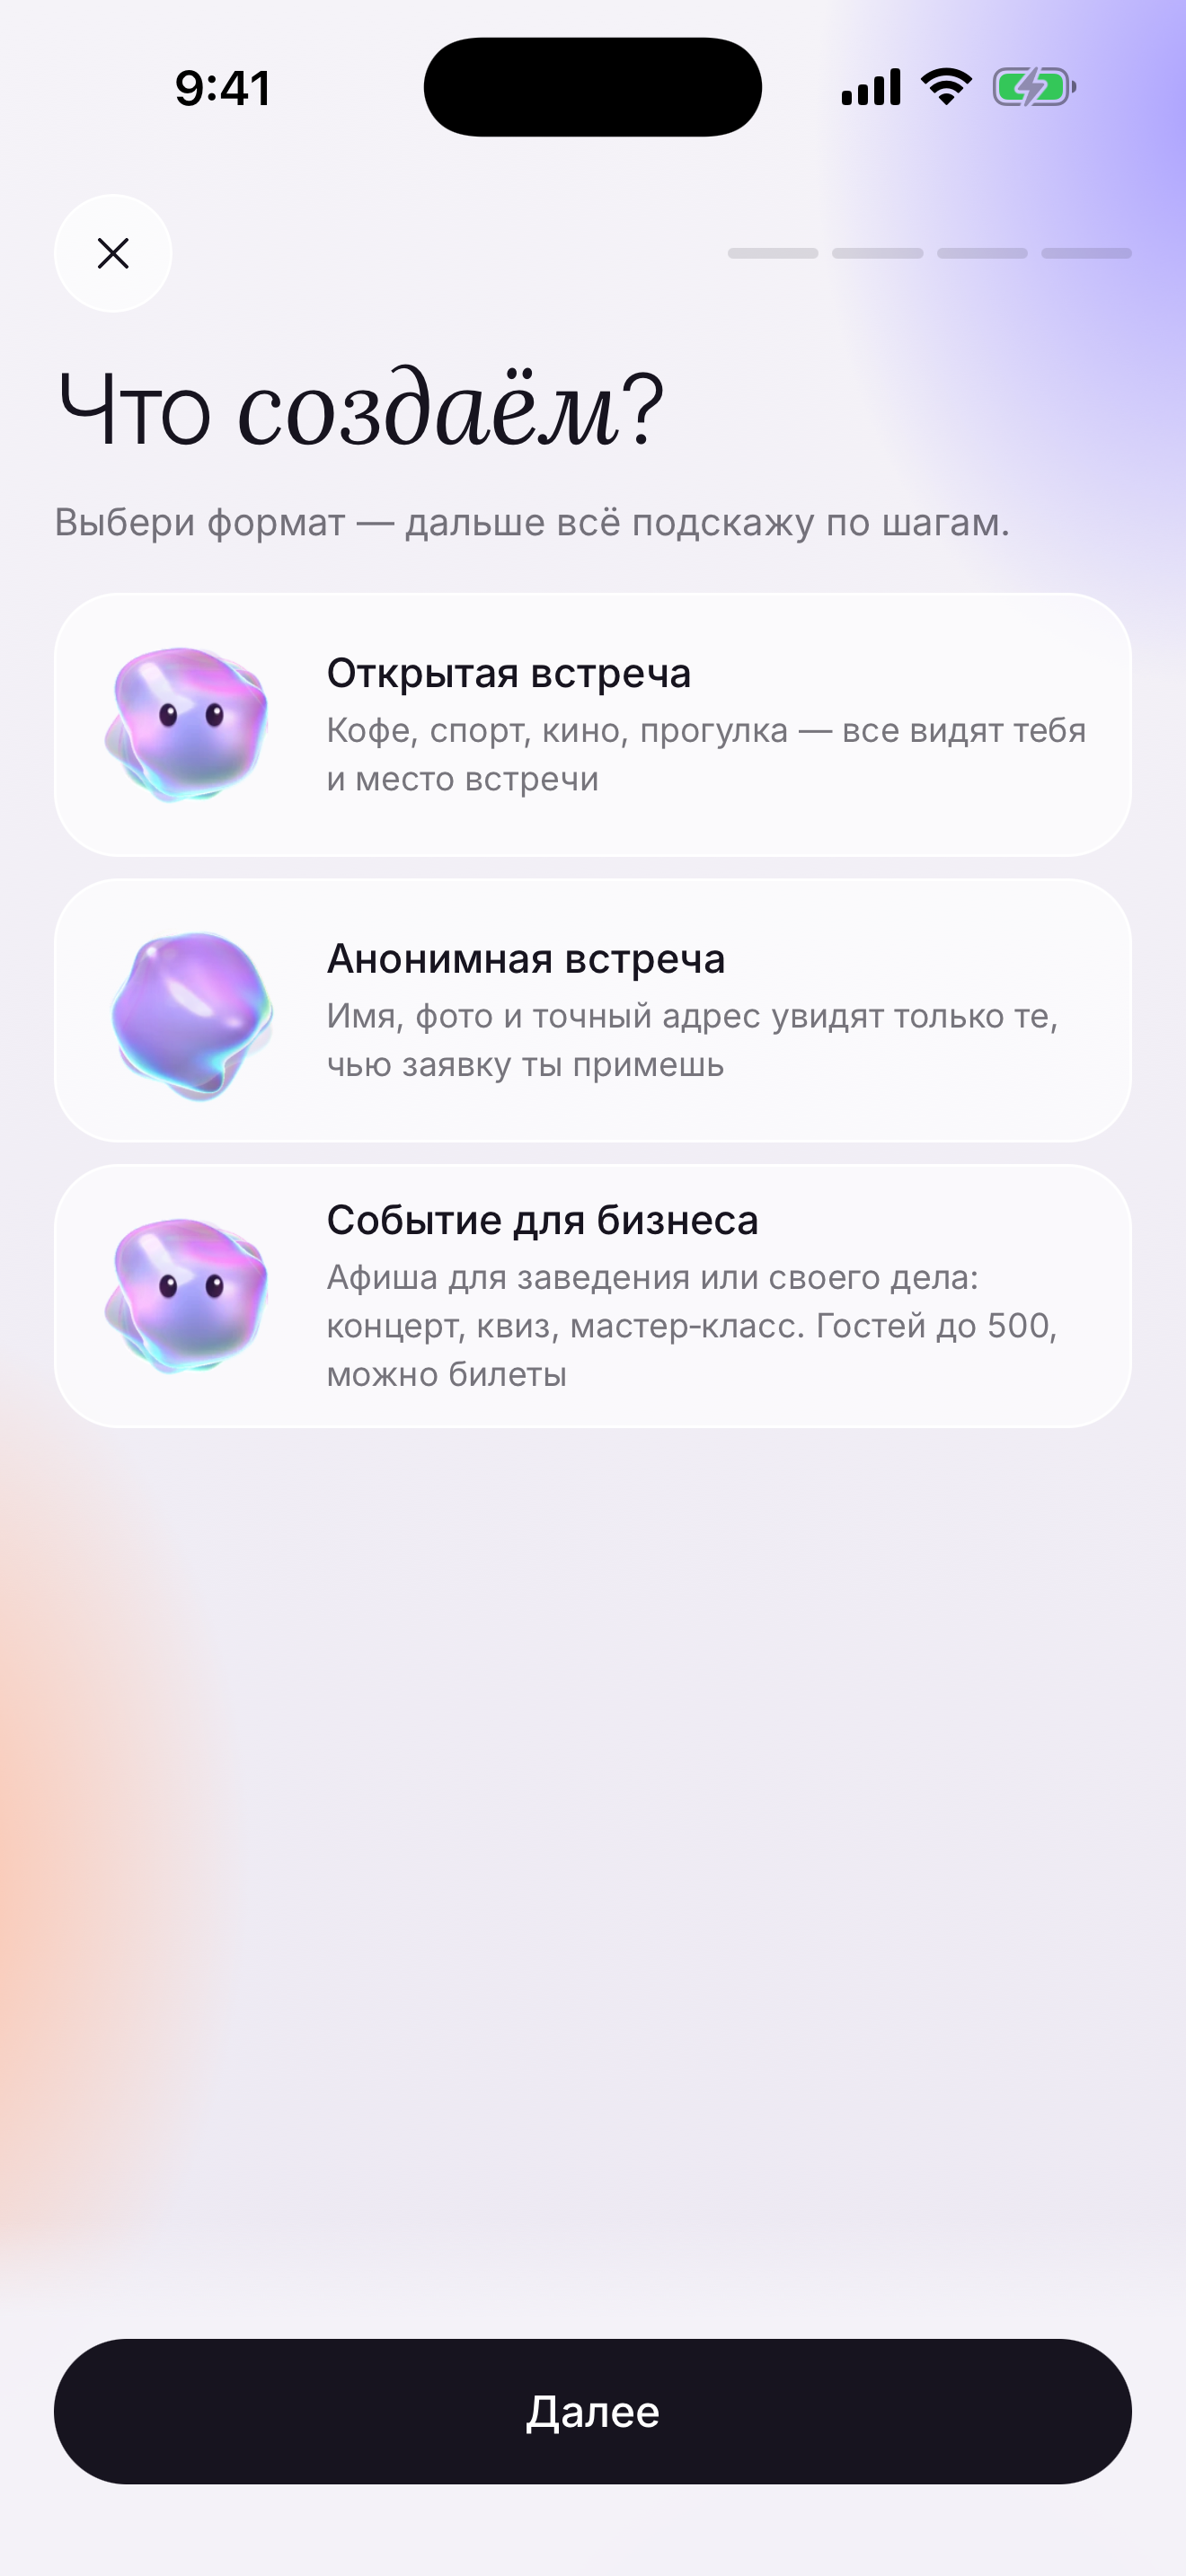 9:41
Что создаём?
Выбери формат — дальше всё подскажу по шагам.
Открытая встреча
Кофе, спорт, кино, прогулка — все видят тебя
и место встречи
Анонимная встреча
Имя, фото и точный адрес увидят только те,
чью заявку ты примешь
Событие для бизнеса
Афиша для заведения или своего дела:
концерт, квиз, мастер-класс. Гостей до 500,
можно билеты
Далее